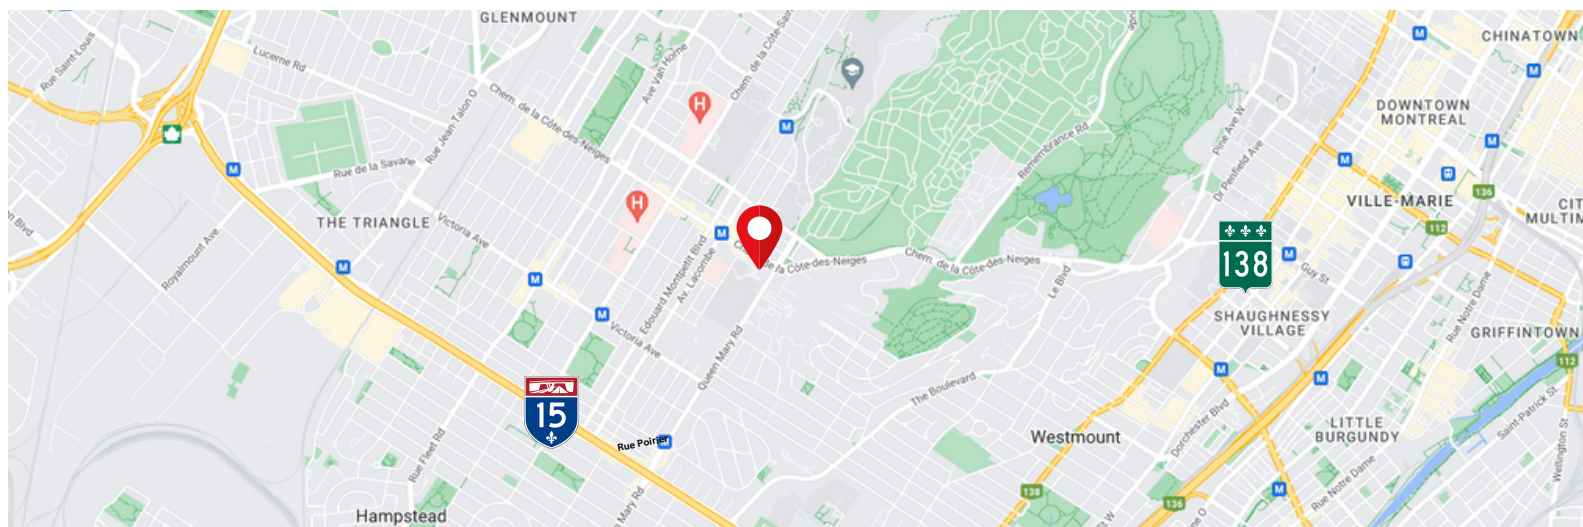 GLENMOUNT
CHINATOWN
Rue Saint-Louis
Lucerne Rd
Ave Van Horne
Chem. de la Côte-Sain
Rue Jean-Talon O
Chem. de la Côte-des-Neiges
H
M
M
M
DOWNTOWN
MONTREAL
M
M
M
Rue de la Savane
Remembrance Rd
Pine Ave W
Dr Penfield Ave
136
H
VILLE-MARIE
CIT
MULTIM
THE TRIANGLE
Victoria Ave
on Blvd
Royalmount Ave.
M
112
138
M
Guy St
Edouard Montpetit Blvd
Av. Lacombe
Ch
de la Côte-des-Neiges
Chem. de la Côte-des-Neiges
Le Blvd
M
M
M
Victoria Ave
Queen Mary Rd
SHAUGHNESSY
VILLAGE
Rue Notre Dame
GRIFFINTOWN
112
M
M
The Boulevard
15
Rue Poirier
M
Westmount
Dorchester Blvd
LITTLE
BURGUNDY
Saint-Patrick St.
Rue Fleet Rd
Wellington St.
Rue Notre Dame
138
136
M
Mary Rd
Hampstead